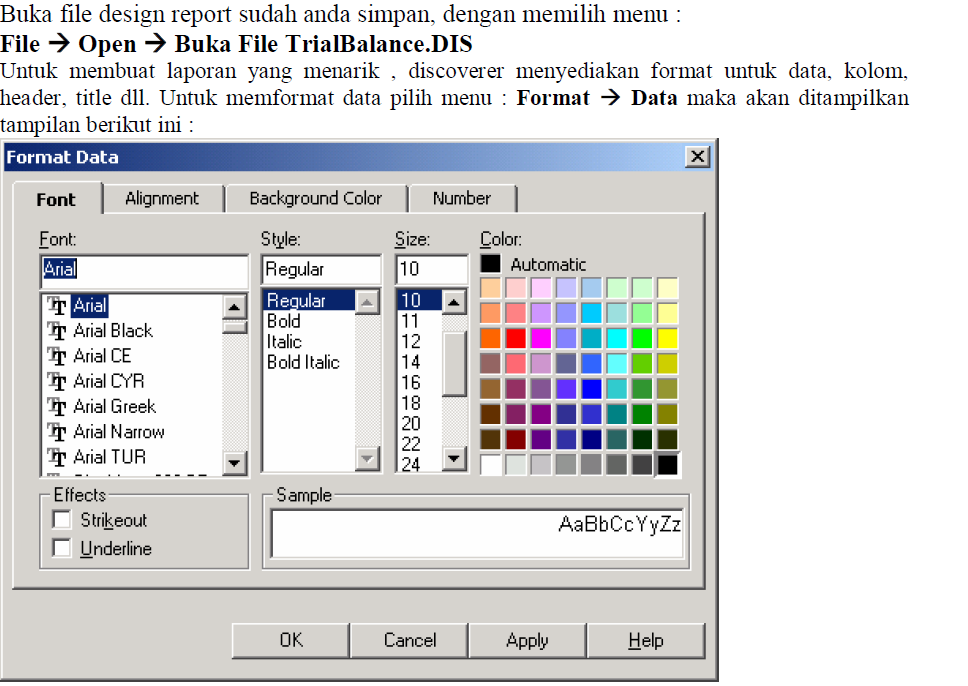 Buka file design report sudah anda simpan, dengan memilih menu :
File → Open → Buka File TrialBalance.DIS
Untuk membuat laporan yang menarik , discoverer menyediakan format untuk data, kolom,
header, title dll. Untuk memformat data pilih menu : Format → Data maka akan ditampilkan
tampilan berikut ini :
Format Data
Font Alignment Background Color Number
Font: Style: Size: Color:
Arial Regular 10 Automatic
Arial
Arial Black
Arial CE
Arial CYR
Arial Greek
Arial Narrow
Arial TUR
Regular
Bold
Italic
Bold Italic
10
11
12
14
16
18
20
22
24
Effects
Strikeout
Underline
Sample
AaBbCcYyZz
OK Cancel Apply Help